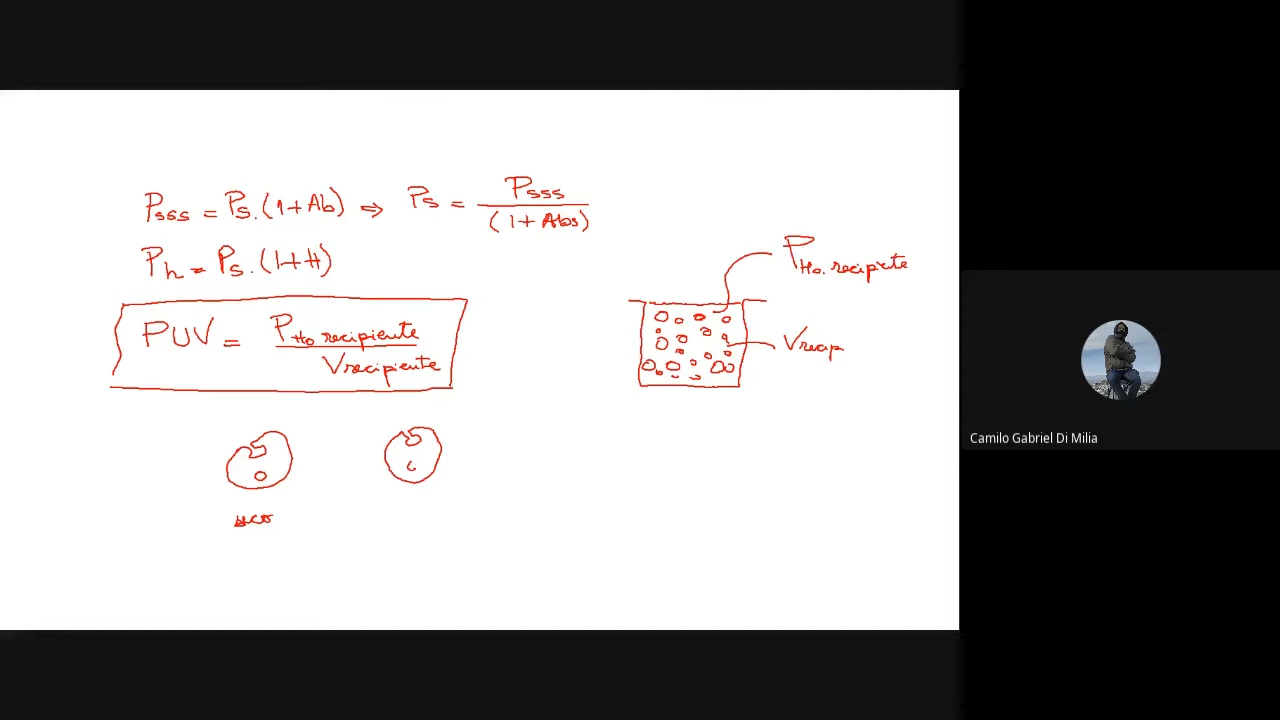 Psss = Ps.(1+Ab) => Ps = Psss / (1+Abs)
Ph = Ps.(1+H)
PUV = PHo recipiente / Vrecipiente
PHo. recipiente
Vrecip
seco
Camilo Gabriel Di Milia